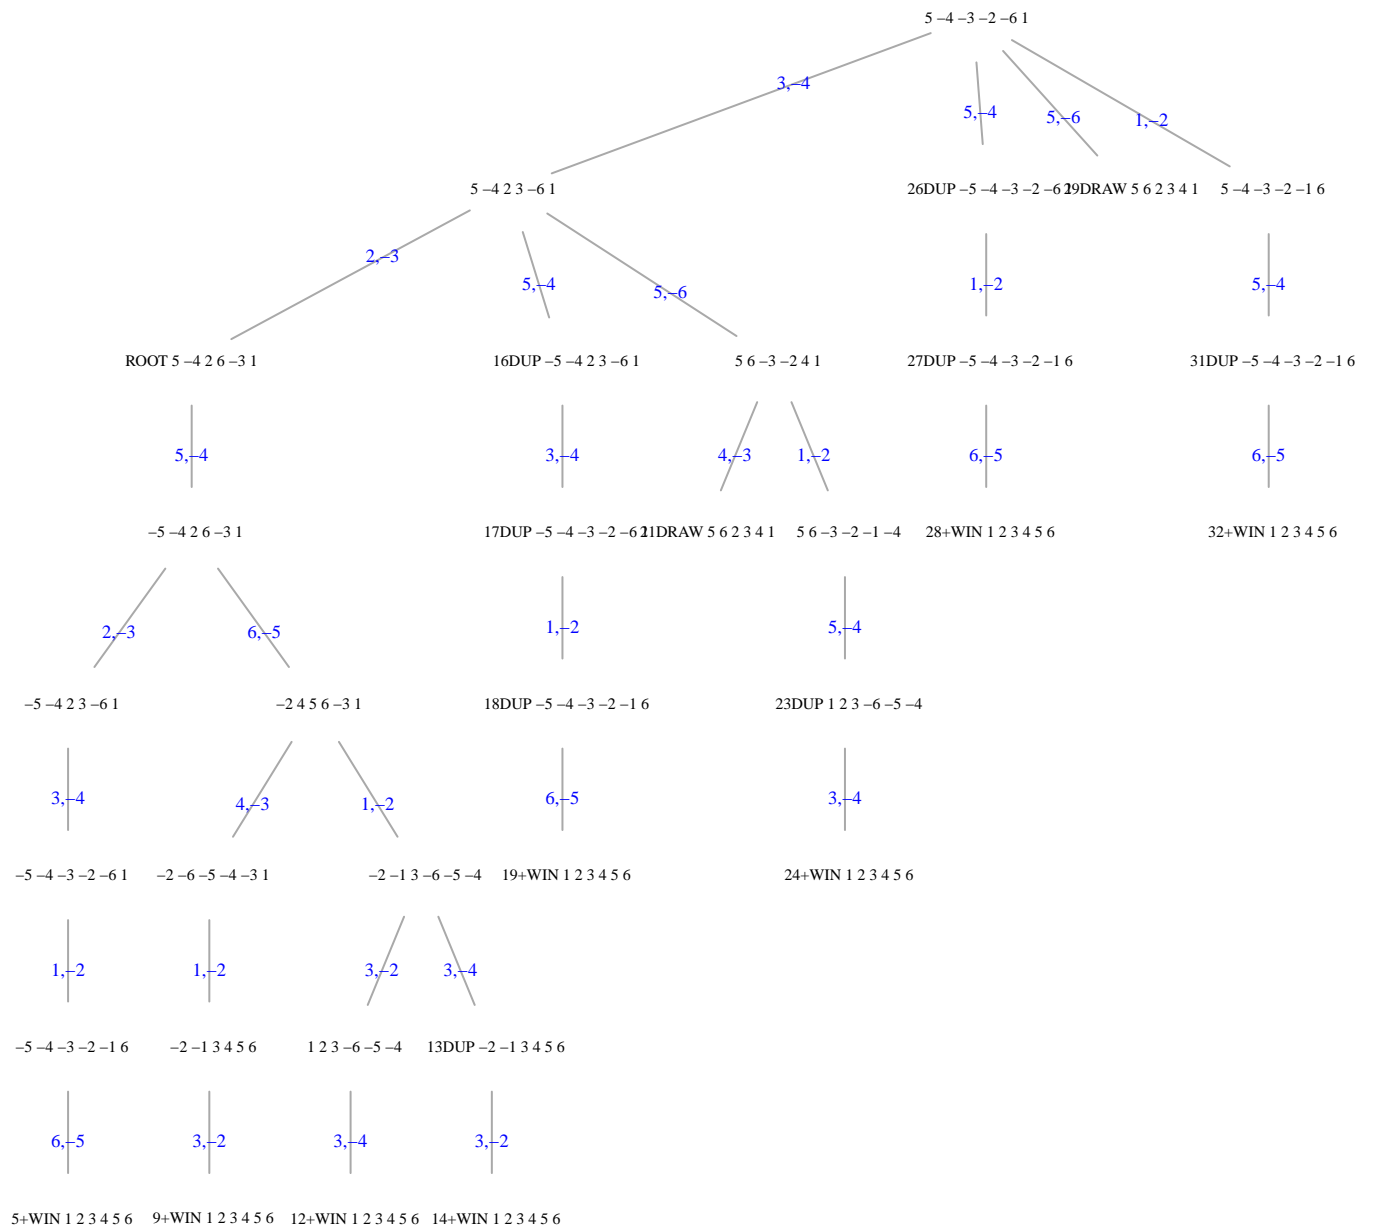 5 –4 –3 –2 –6 1
3,–4
5,–4
5,–6
1,–2
5 –4 2 3 –6 1
26DUP –5 –4 –3 –2 –6 1
29DRAW 5 6 2 3 4 1
5 –4 –3 –2 –1 6
2,–3
5,–4
5,–6
1,–2
5,–4
ROOT 5 –4 2 6 –3 1
16DUP –5 –4 2 3 –6 1
5 6 –3 –2 4 1
27DUP –5 –4 –3 –2 –1 6
31DUP –5 –4 –3 –2 –1 6
5,–4
3,–4
4,–3
1,–2
6,–5
6,–5
–5 –4 2 6 –3 1
17DUP –5 –4 –3 –2 –6 1
21DRAW 5 6 2 3 4 1
5 6 –3 –2 –1 –4
28+WIN 1 2 3 4 5 6
32+WIN 1 2 3 4 5 6
2,–3
6,–5
1,–2
5,–4
–5 –4 2 3 –6 1
–2 4 5 6 –3 1
18DUP –5 –4 –3 –2 –1 6
23DUP 1 2 3 –6 –5 –4
3,–4
4,–3
1,–2
6,–5
3,–4
–5 –4 –3 –2 –6 1
–2 –6 –5 –4 –3 1
–2 –1 3 –6 –5 –4
19+WIN 1 2 3 4 5 6
24+WIN 1 2 3 4 5 6
1,–2
1,–2
3,–2
3,–4
–5 –4 –3 –2 –1 6
–2 –1 3 4 5 6
1 2 3 –6 –5 –4
13DUP –2 –1 3 4 5 6
6,–5
3,–2
3,–4
3,–2
5+WIN 1 2 3 4 5 6
9+WIN 1 2 3 4 5 6
12+WIN 1 2 3 4 5 6
14+WIN 1 2 3 4 5 6